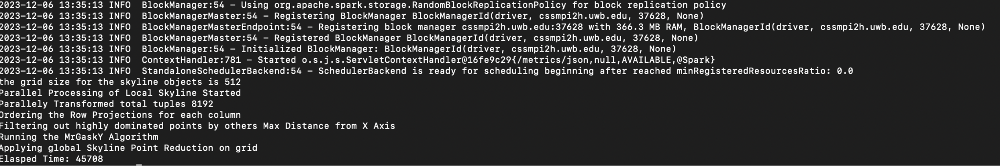 2023-12-06 13:35:13 INFO  BlockManager:54 - Using org.apache.spark.storage.RandomBlockReplicationPolicy for block replication policy
2023-12-06 13:35:13 INFO  BlockManagerMaster:54 - Registering BlockManager BlockManagerId(driver, cssmpi2h.uwb.edu, 37628, None)
2023-12-06 13:35:13 INFO  BlockManagerMasterEndpoint:54 - Registering block manager cssmpi2h.uwb.edu:37628 with 366.3 MB RAM, BlockManagerId(driver, cssmpi2h.uwb.edu, 37628, None)
2023-12-06 13:35:13 INFO  BlockManagerMaster:54 - Registered BlockManager BlockManagerId(driver, cssmpi2h.uwb.edu, 37628, None)
2023-12-06 13:35:13 INFO  BlockManager:54 - Initialized BlockManager: BlockManagerId(driver, cssmpi2h.uwb.edu, 37628, None)
2023-12-06 13:35:13 INFO  ContextHandler:781 - Started o.s.j.s.ServletContextHandler@16fe9c29{/metrics/json,null,AVAILABLE,@Spark}
2023-12-06 13:35:13 INFO  StandaloneSchedulerBackend:54 - SchedulerBackend is ready for scheduling beginning after reached minRegisteredResourcesRatio: 0.0
the grid size for the skyline objects is 512
Parallel Processing of Local Skyline Started
Parallely Transformed total tuples 8192
Ordering the Row Projections for each column
Filtering out highly dominated points by others Max Distance from X Axis
Running the MrGaskY Algorithm
Applying global Skyline Point Reduction on grid
Elasped Time: 45708